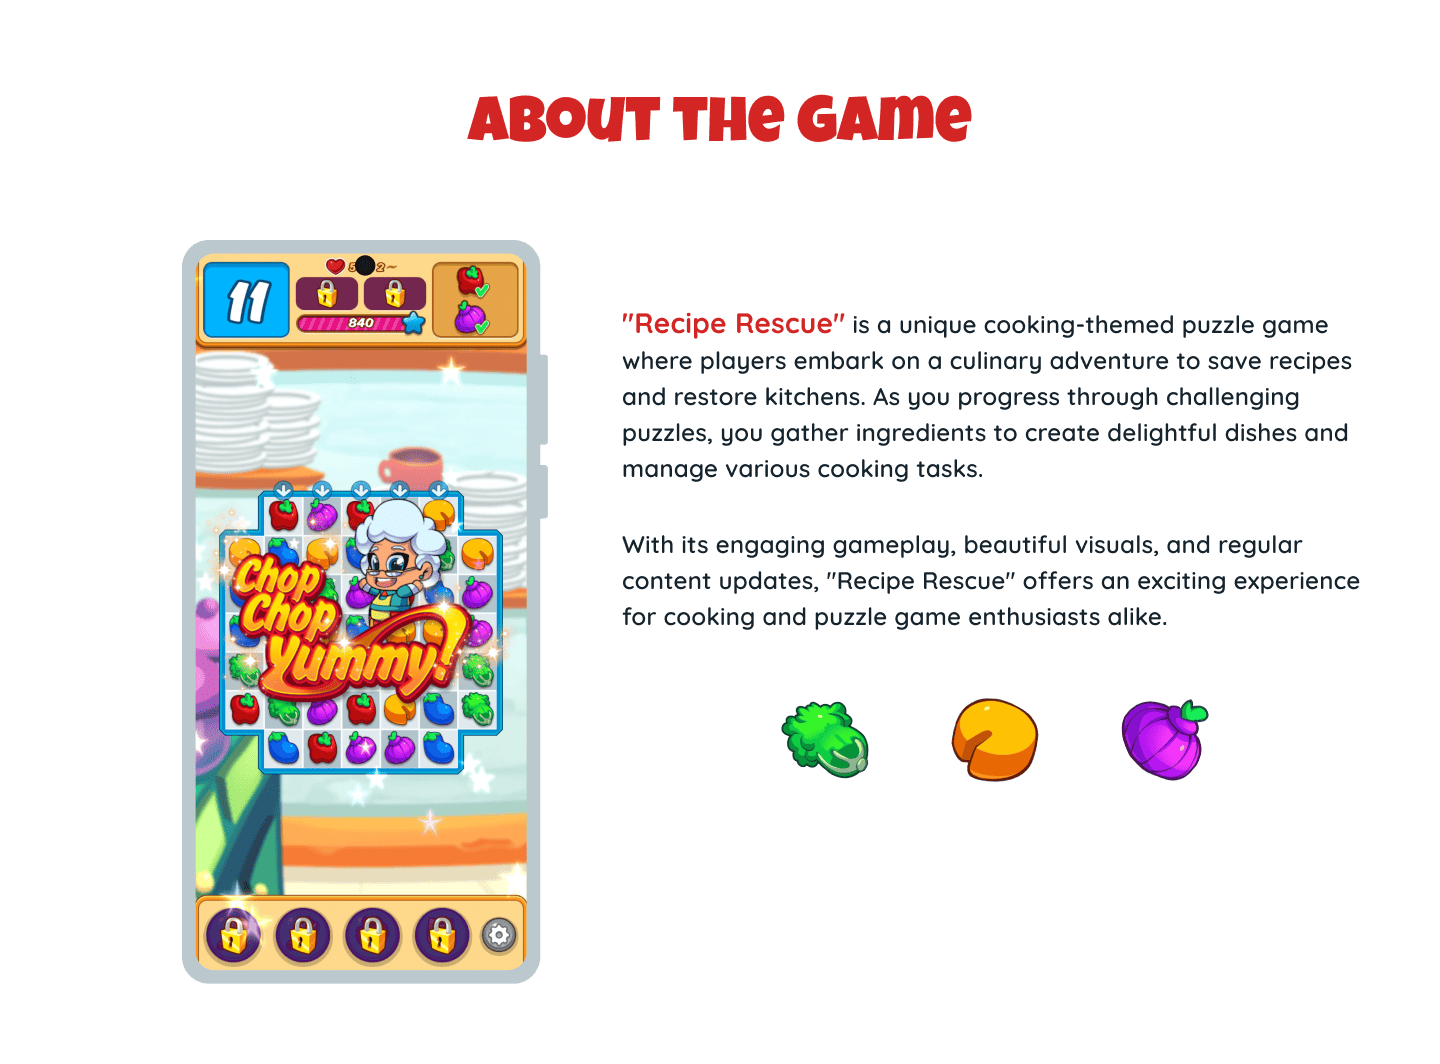 ABOUT THE GAME
11
840
Chop
Chop
Yummy!
"Recipe Rescue" is a unique cooking-themed puzzle game
where players embark on a culinary adventure to save recipes
and restore kitchens. As you progress through challenging
puzzles, you gather ingredients to create delightful dishes and
manage various cooking tasks.
With its engaging gameplay, beautiful visuals, and regular
content updates, "Recipe Rescue" offers an exciting experience
for cooking and puzzle game enthusiasts alike.